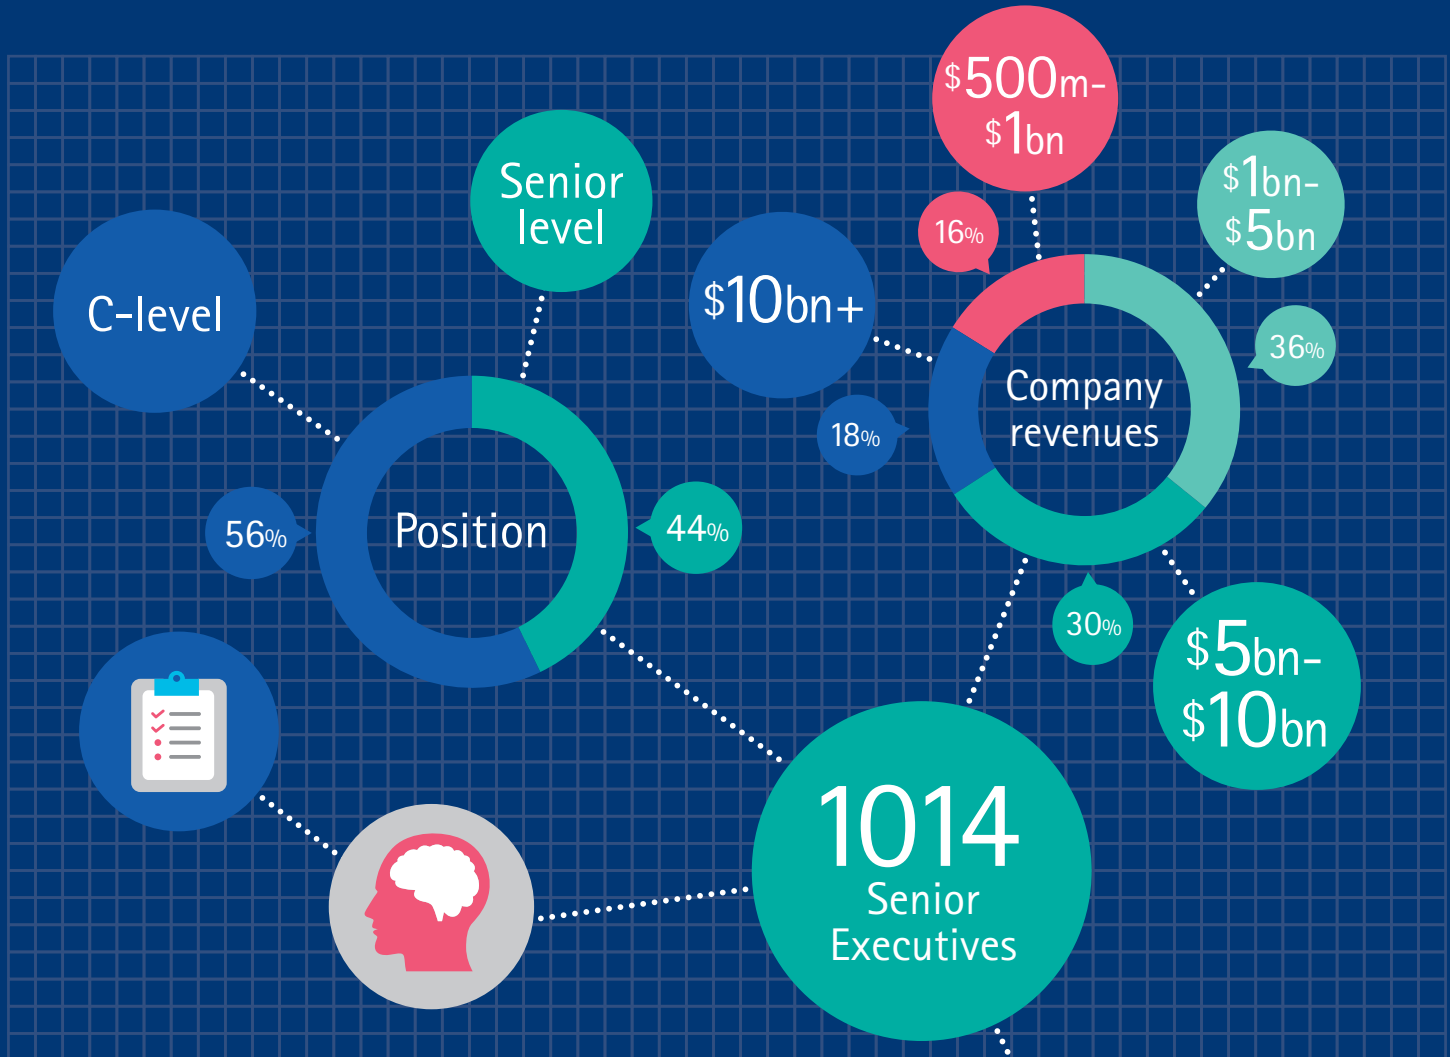 $500m-
$1bn
16%
$1bn-
$5bn
36%
$10bn+
18%
Company
revenues
30%
$5bn-
$10bn
Senior
level
C-level
56%
Position
44%
1014
Senior
Executives